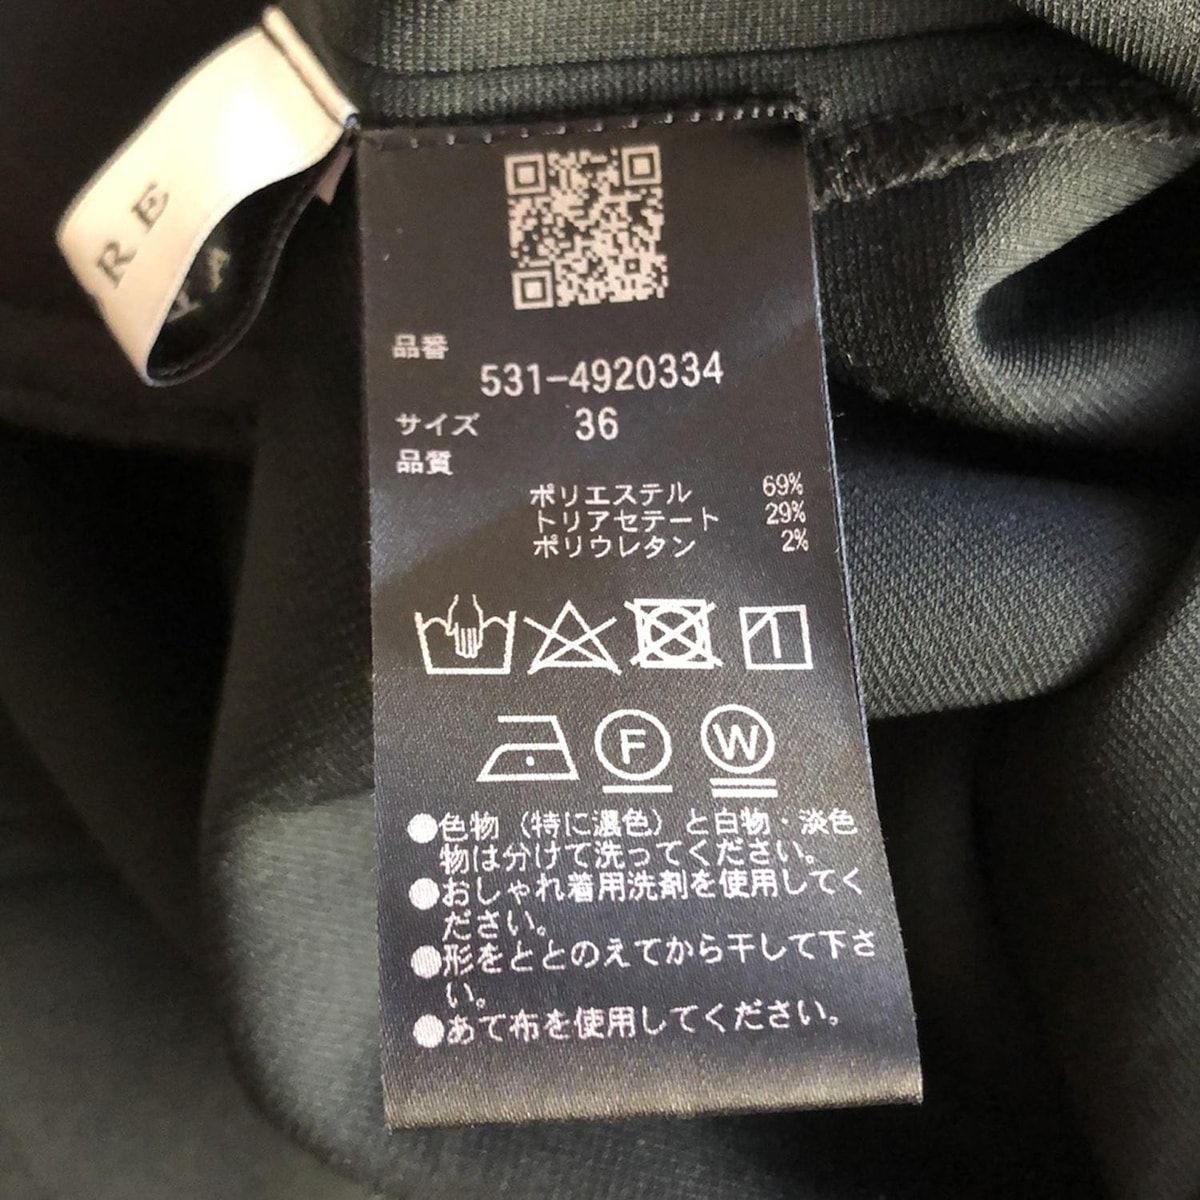 RE
品番
531-4920334
サイズ 36
品質
ポリエステル 69%
トリアセテート 29%
ポリウレタン 2%
F W
●色物（特に濃色）と白物・淡色
物は分けて洗ってください。
●おしゃれ着用洗剤を使用してく
ださい。
●形をととのえてから干して下さ
い。
●あて布を使用してください。